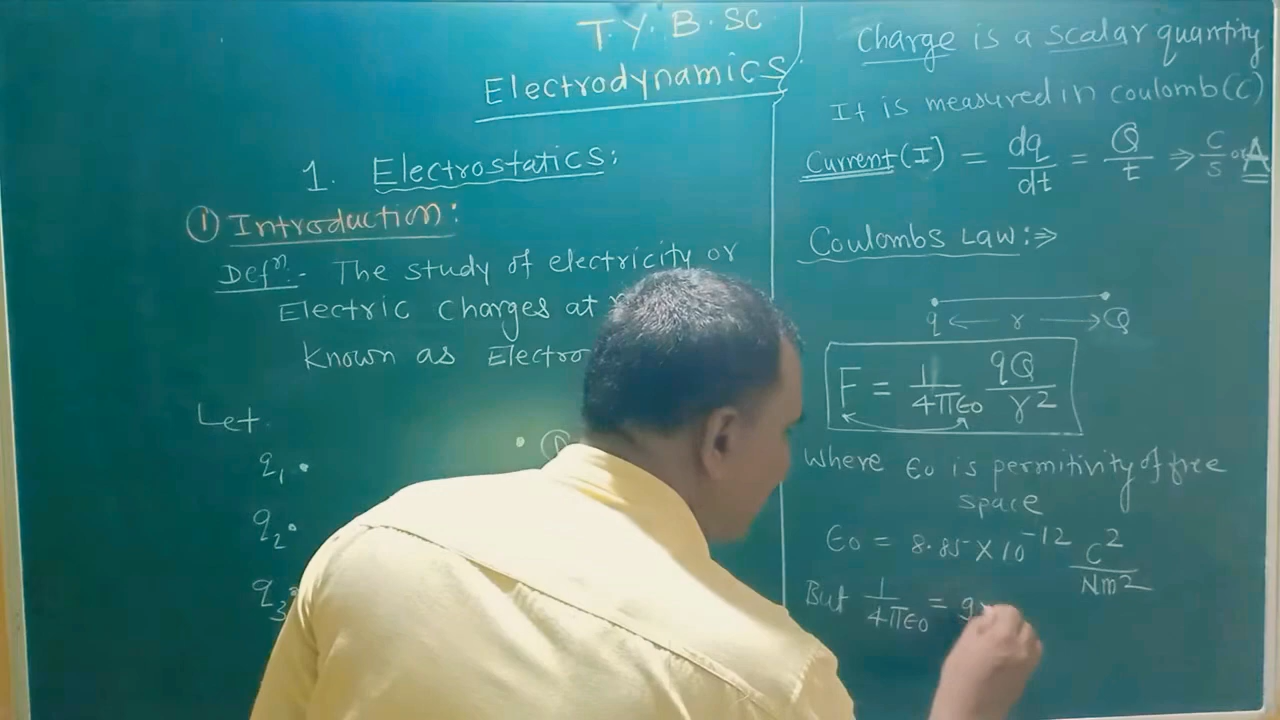 T.Y.B.SC
Electrodynamics
1. Electrostatics:
① Introduction:
Defⁿ:- The study of electricity or
Electric Charges at
Known as Electro
Let
q₁
q₂
q₃
Charge is a scalar quantity
It is measured in coulomb(C)
Current(I) = dq/dt = Q/t ⇒ C/s or A
Coulombs Law:⇒
q ← r → Q
F = 1/4πϵ₀ qQ/r²
Where ϵ₀ is permitivity of free
space
ϵ₀ = 8.85 × 10⁻¹² C²/Nm²
But 1/4πϵ₀ = 9×